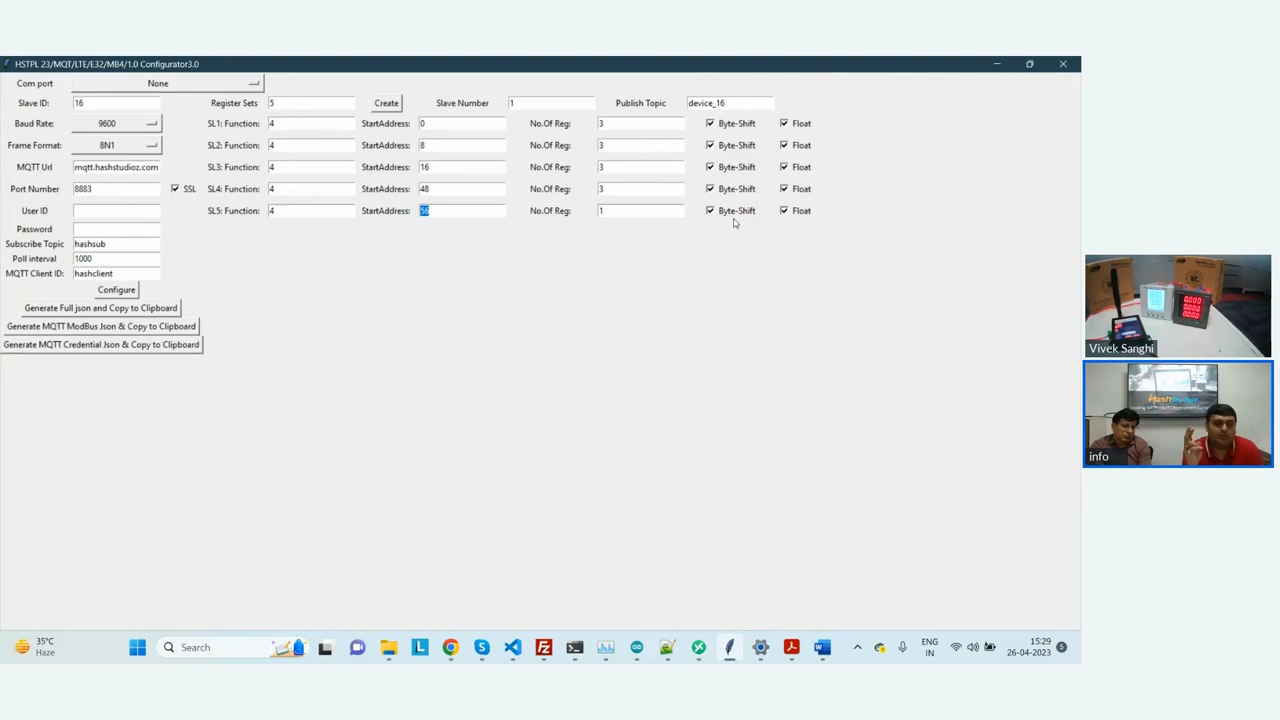 HSTPL 23/MQT/LTE/E32/MB4/1.0 Configurator3.0
Com port None
Slave ID: 16 Register Sets 5 Create Slave Number 1 Publish Topic device_16
Baud Rate: 9600 SL1: Function: 4 StartAddress: 0 No.Of Reg: 3 Byte-Shift Float
Frame Format: 8N1 SL2: Function: 4 StartAddress: 8 No.Of Reg: 3 Byte-Shift Float
MQTT Url mqtt.hashstudioz.com SL3: Function: 4 StartAddress: 16 No.Of Reg: 3 Byte-Shift Float
Port Number 8883 SSL SL4: Function: 4 StartAddress: 48 No.Of Reg: 3 Byte-Shift Float
User ID SL5: Function: 4 StartAddress: 56 No.Of Reg: 1 Byte-Shift Float
Password
Subscribe Topic hashsub
Poll interval 1000
MQTT Client ID: hashclient
Configure
Generate Full json and Copy to Clipboard
Generate MQTT ModBus Json & Copy to Clipboard
Generate MQTT Credential Json & Copy to Clipboard
Vivek Sanghi
HashStudioz
info
35°C
Haze
Search
ENG
IN
15:29
26-04-2023
5